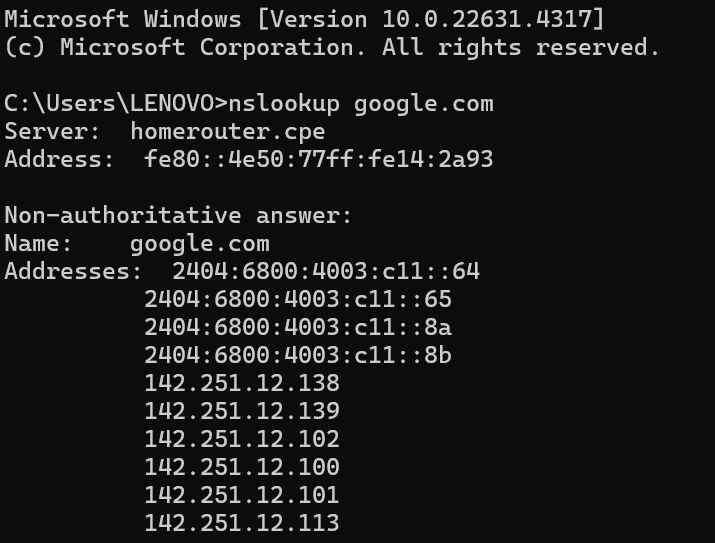 Microsoft Windows [Version 10.0.22631.4317]
(c) Microsoft Corporation. All rights reserved.
C:\Users\LENOVO>nslookup google.com
Server:  homerouter.cpe
Address:  fe80::4e50:77ff:fe14:2a93
Non-authoritative answer:
Name:    google.com
Addresses:  2404:6800:4003:c11::64
2404:6800:4003:c11::65
2404:6800:4003:c11::8a
2404:6800:4003:c11::8b
142.251.12.138
142.251.12.139
142.251.12.102
142.251.12.100
142.251.12.101
142.251.12.113